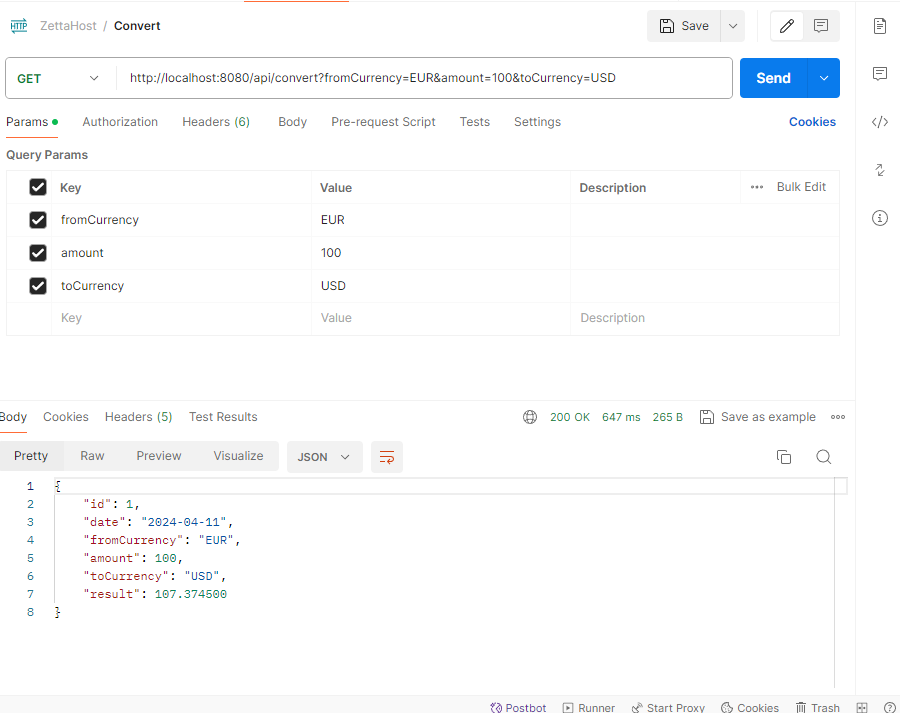 HTTP ZettaHost / Convert Save
GET http://localhost:8080/api/convert?fromCurrency=EUR&amount=100&toCurrency=USD Send
Params Authorization Headers (6) Body Pre-request Script Tests Settings Cookies
Query Params
Key Value Description Bulk Edit
fromCurrency EUR
amount 100
toCurrency USD
Key Value Description
Body Cookies Headers (5) Test Results 200 OK 647 ms 265 B Save as example
Pretty Raw Preview Visualize JSON
1 {
2 "id": 1,
3 "date": "2024-04-11",
4 "fromCurrency": "EUR",
5 "amount": 100,
6 "toCurrency": "USD",
7 "result": 107.374500
8 }
Postbot Runner Start Proxy Cookies Trash